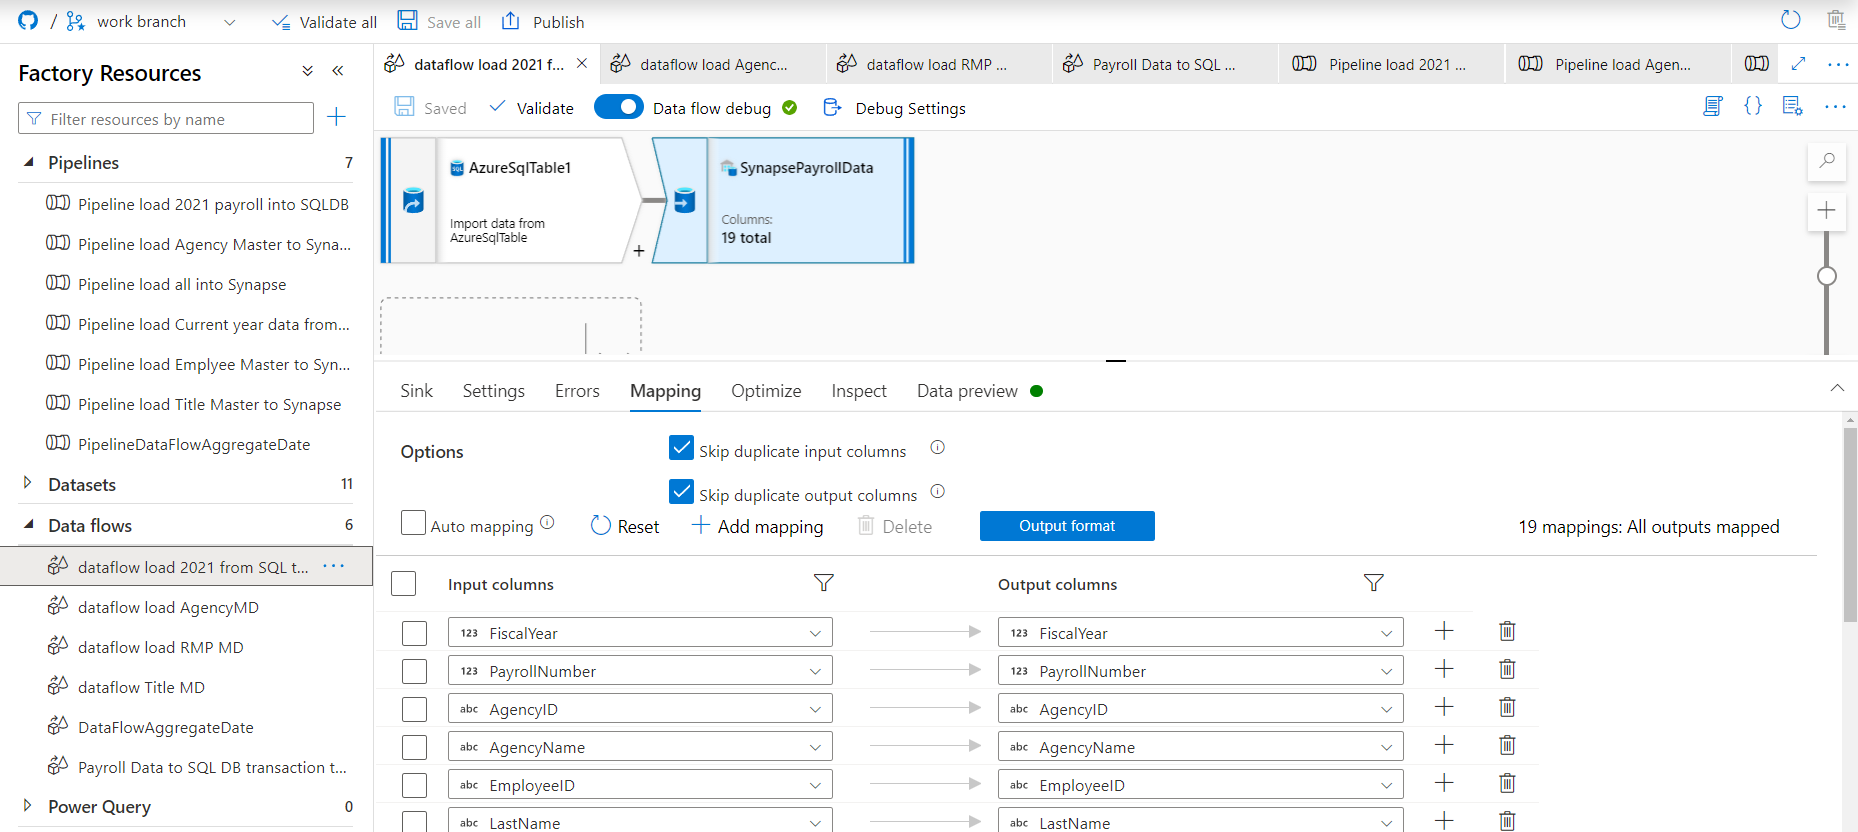 / work branch Validate all Save all Publish
Factory Resources
Filter resources by name
Pipelines 7
Pipeline load 2021 payroll into SQLDB
Pipeline load Agency Master to Syna...
Pipeline load all into Synapse
Pipeline load Current year data from...
Pipeline load Emplyee Master to Syn...
Pipeline load Title Master to Synapse
PipelineDataFlowAggregateDate
Datasets 11
Data flows 6
dataflow load 2021 from SQL t... ...
dataflow load AgencyMD
dataflow load RMP MD
dataflow Title MD
DataFlowAggregateDate
Payroll Data to SQL DB transaction t...
Power Query 0
dataflow load 2021 f... dataflow load Agenc... dataflow load RMP ... Payroll Data to SQL ... Pipeline load 2021 ... Pipeline load Agen...
Saved Validate Data flow debug Debug Settings
SQL AzureSqlTable1
Import data from
AzureSqlTable
SynapsePayrollData
Columns:
19 total
Sink Settings Errors Mapping Optimize Inspect Data preview
Options
Skip duplicate input columns
Skip duplicate output columns
Auto mapping Reset Add mapping Delete Output format 19 mappings: All outputs mapped
Input columns Output columns
123 FiscalYear 123 FiscalYear
123 PayrollNumber 123 PayrollNumber
abc AgencyID abc AgencyID
abc AgencyName abc AgencyName
abc EmployeeID abc EmployeeID
abc LastName abc LastName